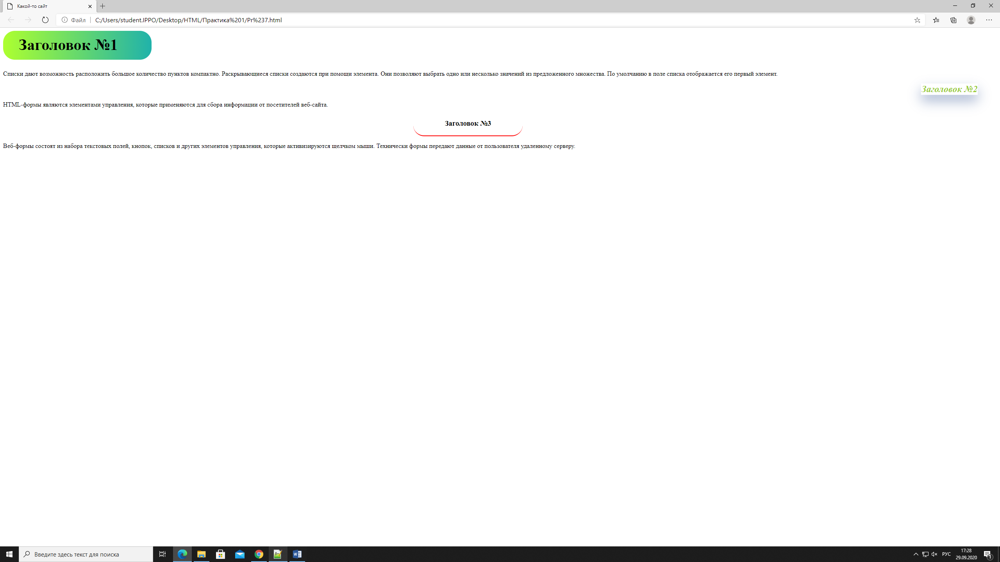 Какой-то сайт
Файл
C:/Users/student.IPPO/Desktop/HTML/Практика%201/Pr%237.html
Заголовок №1
Списки дают возможность расположить большое количество пунктов компактно. Раскрывающиеся списки создаются при помощи элемента. Они позволяют выбрать одно или несколько значений из предложенного множества. По умолчанию в поле списка отображается его первый элемент.
Заголовок №2
HTML-формы являются элементами управления, которые применяются для сбора информации от посетителей веб-сайта.
Заголовок №3
Веб-формы состоят из набора текстовых полей, кнопок, списков и других элементов управления, которые активизируются щелчком мыши. Технически формы передают данные от пользователя удаленному серверу.
Введите здесь текст для поиска
РУС
17:28
29.09.2020
1